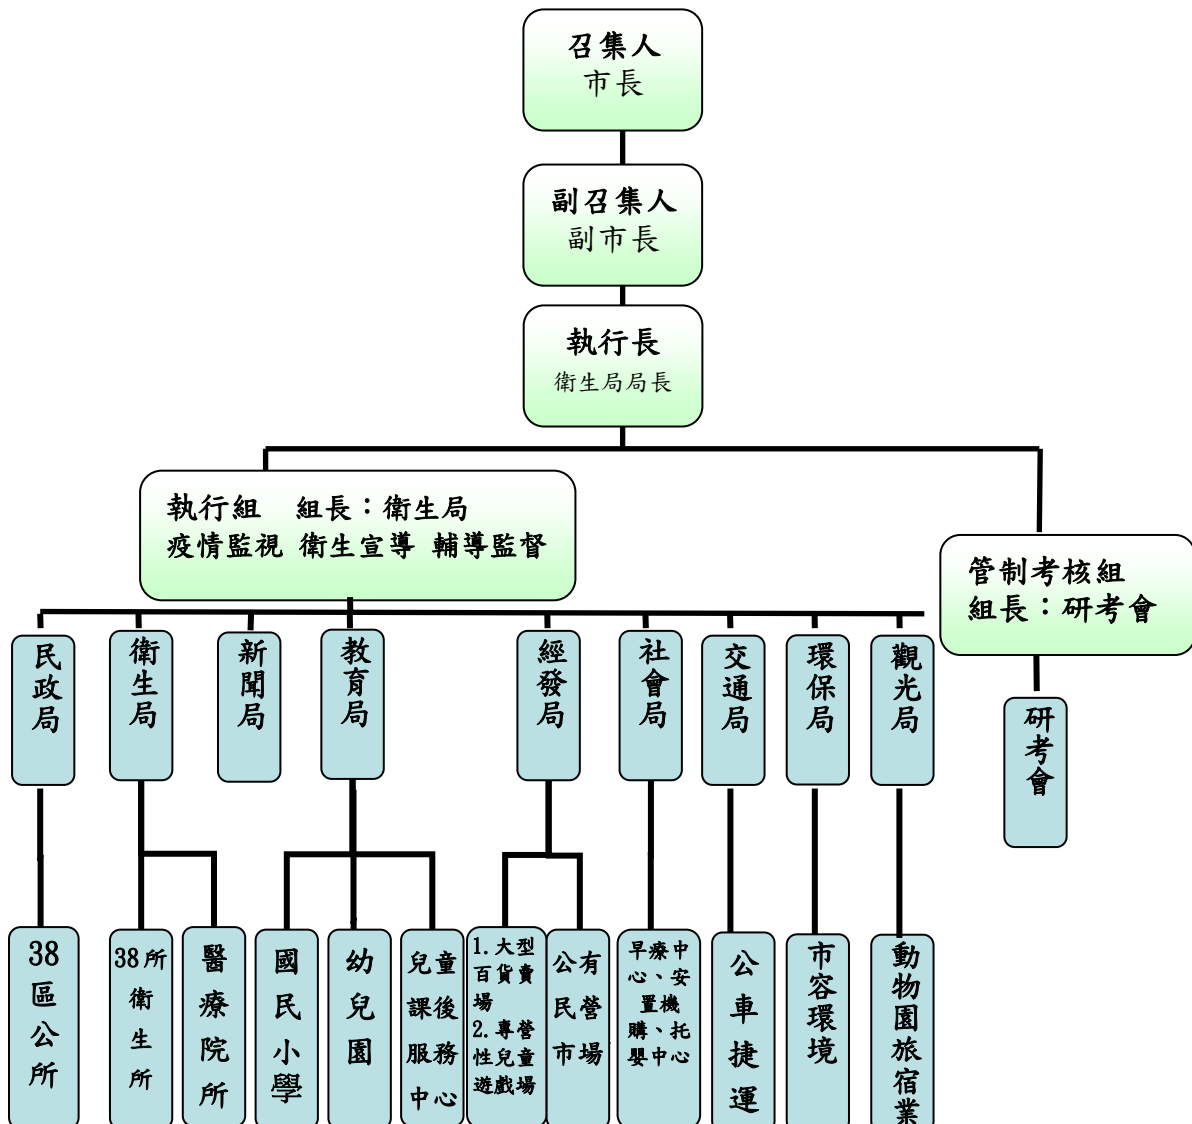 召集人
市長
副召集人
副市長
執行長
衛生局局長
執行組 組長：衛生局
疫情監視 衛生宣導 輔導監督
管制考核組
組長：研考會
民政局
衛生局
新聞局
教育局
經發局
社會局
交通局
環保局
觀光局
研考會
38
區
公
所
38所
衛
生
所
醫
療
院
所
國
民
小
學
幼
兒
園
兒童
課後
服務
中心
1.大型
百貨賣
場
2.專營
性兒童
遊戲場
公有
民營
市場
早療中
心、安
置機
購、托
嬰中心
公
車
捷
運
市容環境
動物園旅宿業